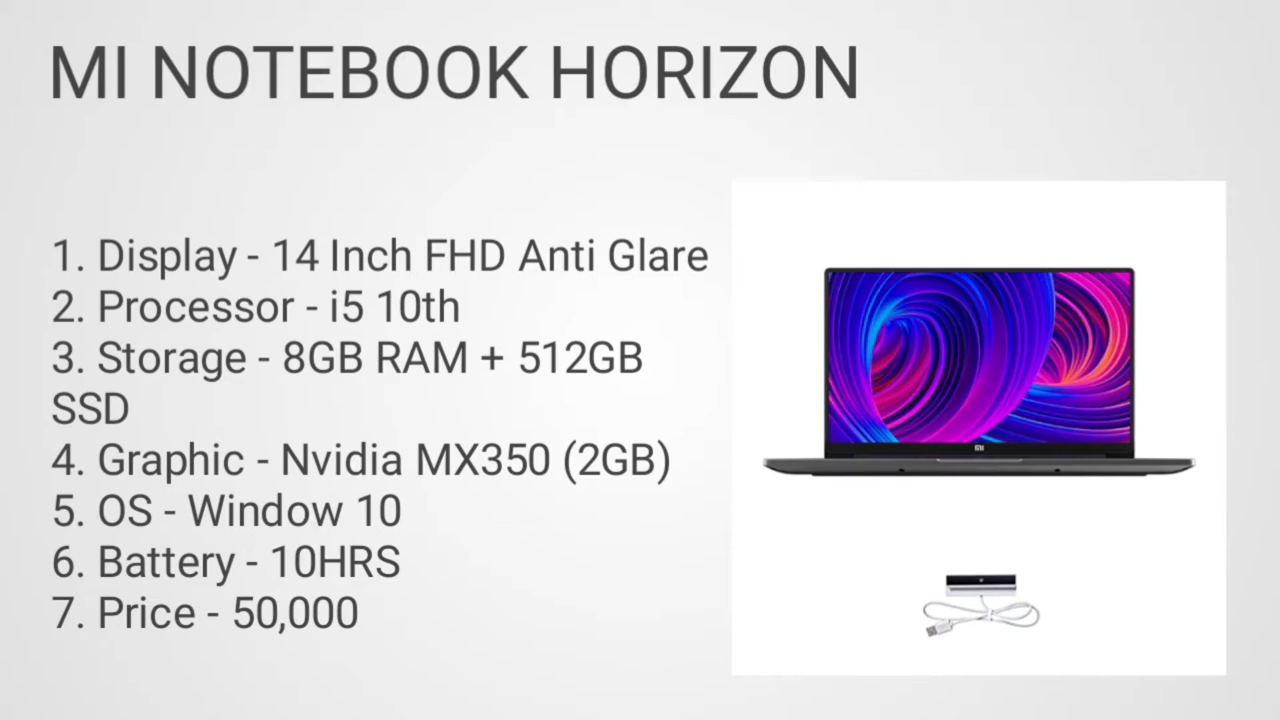 MI NOTEBOOK HORIZON
1. Display - 14 Inch FHD Anti Glare
2. Processor - i5 10th
3. Storage - 8GB RAM + 512GB
SSD
4. Graphic - Nvidia MX350 (2GB)
5. OS - Window 10
6. Battery - 10HRS
7. Price - 50,000
mi